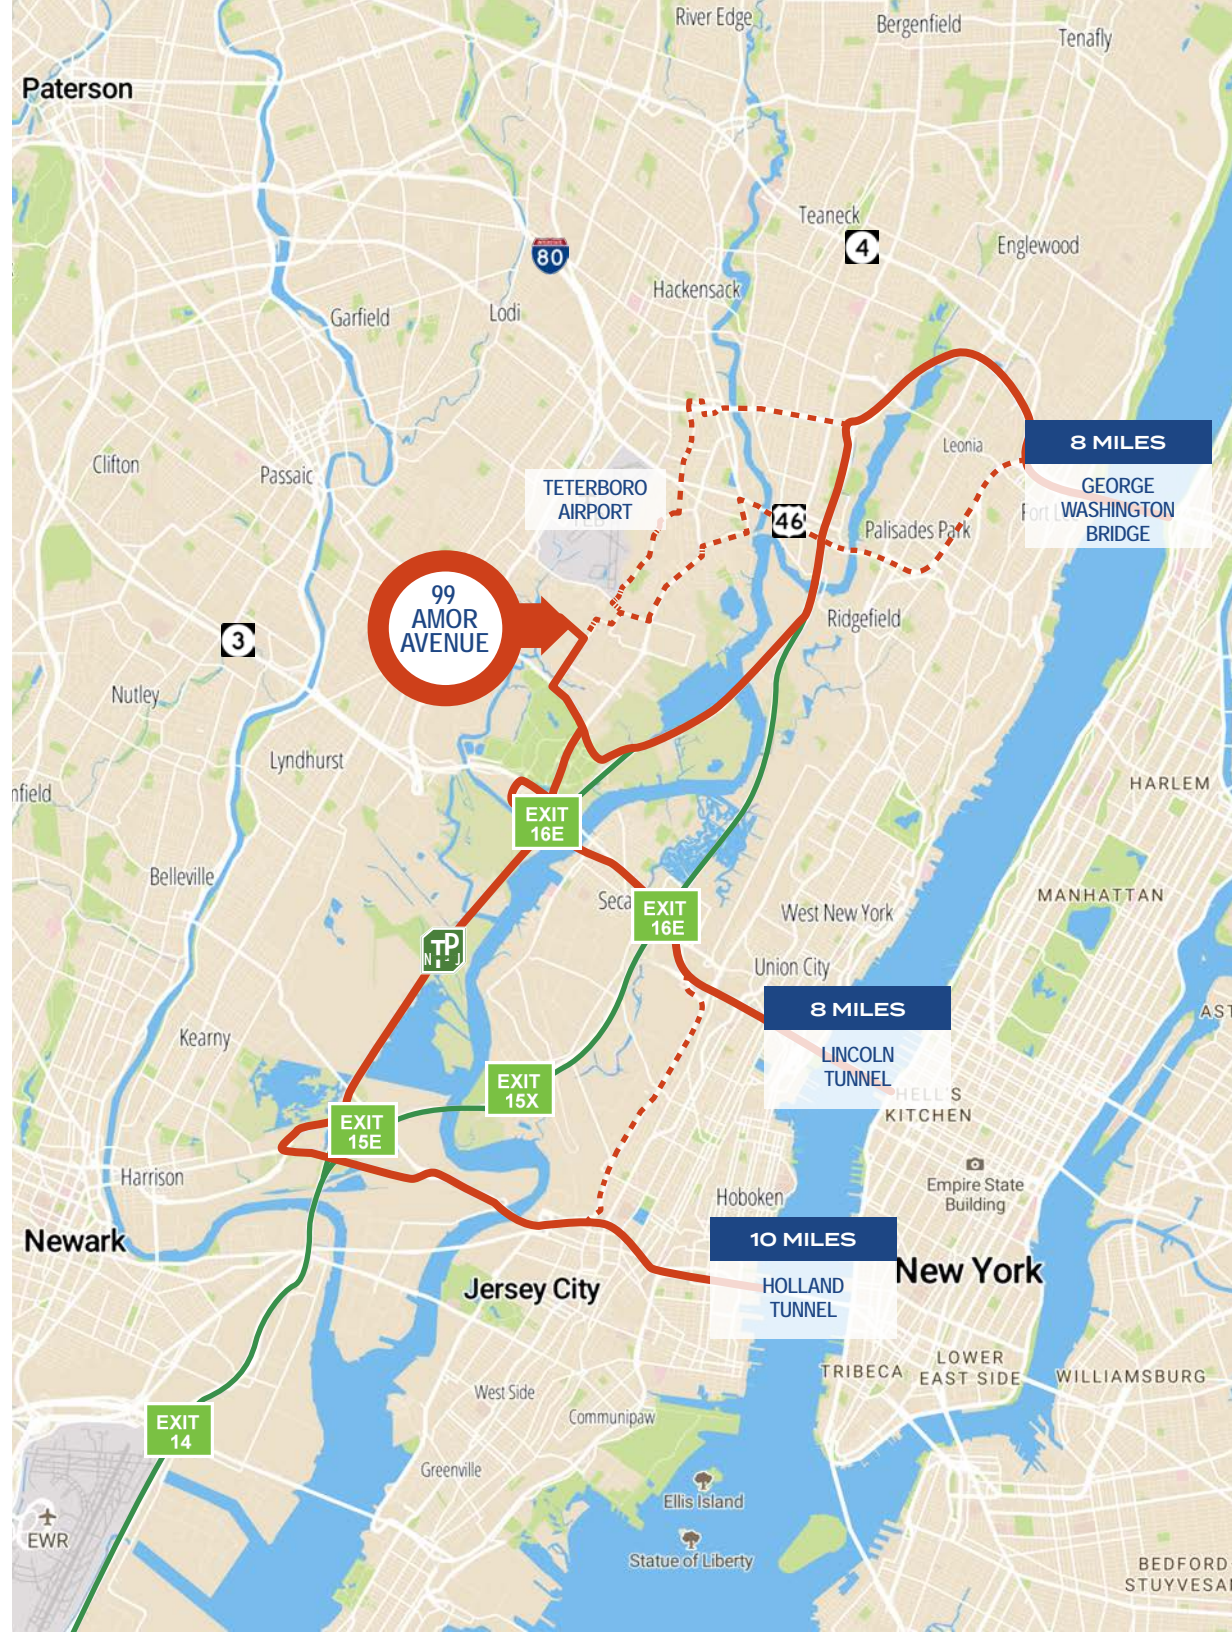 River Edge
Bergenfield
Tenafly
Paterson
Teaneck
4
Englewood
80
Hackensack
Garfield
Lodi
Leonia
8 MILES
GEORGE
WASHINGTON
BRIDGE
Clifton
Passaic
TETERBORO
AIRPORT
46
Palisades Park
99
AMOR
AVENUE
Ridgefield
3
Nutley
Lyndhurst
nfield
HARLEM
EXIT
16E
Belleville
MANHATTAN
Seca
EXIT
16E
West New York
TP
N J
Union City
8 MILES
LINCOLN
TUNNEL
AST
Kearny
EXIT
15X
HELL'S
KITCHEN
EXIT
15E
Harrison
Empire State
Building
Hoboken
Newark
10 MILES
HOLLAND
TUNNEL
New York
Jersey City
TRIBECA
LOWER
EAST SIDE
WILLIAMSBURG
West Side
Communipaw
EXIT
14
Greenville
Ellis Island
EWR
Statue of Liberty
BEDFORD
STUYVESA